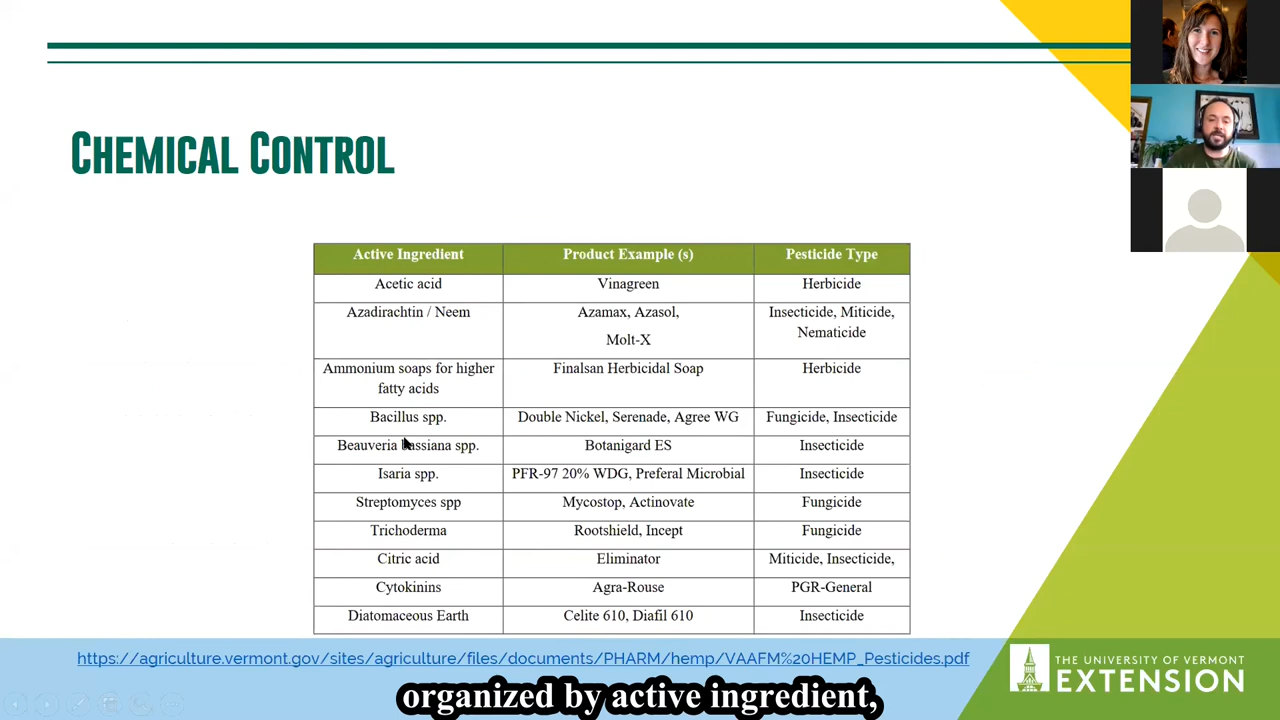 CHEMICAL CONTROL
Active Ingredient Product Example (s) Pesticide Type
Acetic acid Vinagreen Herbicide
Azadirachtin / Neem Azamax, Azasol, Insecticide, Miticide,
Molt-X Nematicide
Ammonium soaps for higher Finalsan Herbicidal Soap Herbicide
fatty acids
Bacillus spp. Double Nickel, Serenade, Agree WG Fungicide, Insecticide
Beauveria bassiana spp. Botanigard ES Insecticide
Isaria spp. PFR-97 20% WDG, Preferal Microbial Insecticide
Streptomyces spp Mycostop, Actinovate Fungicide
Trichoderma Rootshield, Incept Fungicide
Citric acid Eliminator Miticide, Insecticide,
Cytokinins Agra-Rouse PGR-General
Diatomaceous Earth Celite 610, Diafil 610 Insecticide
https://agriculture.vermont.gov/sites/agriculture/files/documents/PHARM/hemp/VAAFM%20HEMP_Pesticides.pdf
THE UNIVERSITY OF VERMONT
EXTENSION
organized by active ingredient,